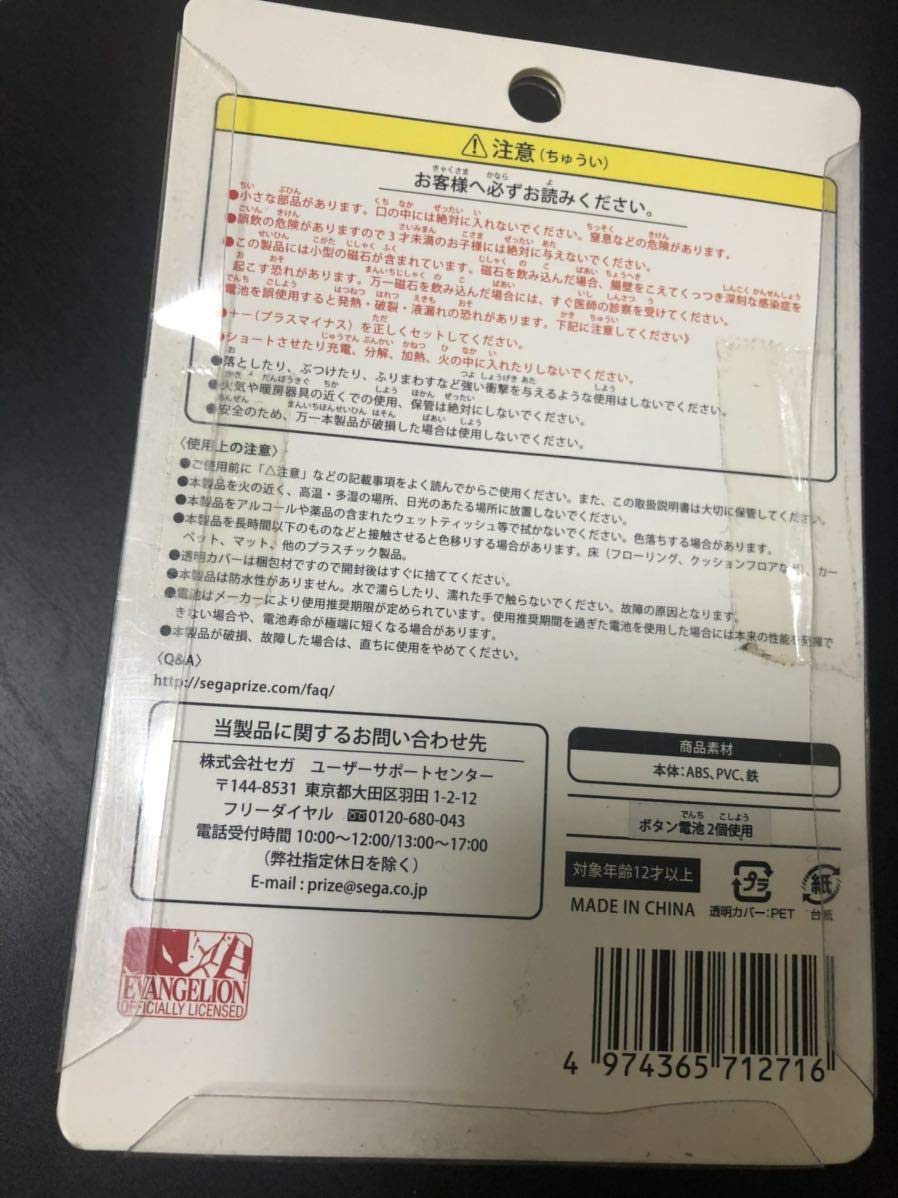 ⚠注意(ちゅうい)
お客様へ必ずお読みください。
●小さな部品があります。口の中には絶対に入れないでください。窒息などの危険があります。
●誤飲の危険がありますので3才未満のお子様には絶対に与えないでください。
●この製品には小型の磁石が含まれています。磁石を飲み込んだ場合、腸壁をこえてくっつき深刻な感染症を
起こす恐れがあります。万一磁石を飲み込んだ場合には、すぐ医師の診察を受けてください。
電池を誤使用すると発熱・破裂・液漏れの恐れがあります。下記に注意してください》
●+-(プラスマイナス)を正しくセットしてください。
●ショートさせたり充電、分解、加熱、火の中に入れたりしないでください。
●落としたり、ぶつけたり、ふりまわすなど強い衝撃を与えるような使用はしないでください。
●火気や暖房器具の近くでの使用、保管は絶対にしないでください。
●安全のため、万一本製品が破損した場合は使用しないでください。
〈使用上の注意〉
●ご使用前に「△注意」などの記載事項をよく読んでからご使用ください。また、この取扱説明書は大切に保管してください。
●本製品を火の近く、高温・多湿の場所、日光のあたる場所に放置しないでください。
●本製品をアルコールや薬品の含まれたウェットティッシュ等で拭かないでください。色落ちする場合があります。
●本製品を長時間以下のものなどと接触させると色移りする場合があります。床(フローリング、クッションフロアなど)、カー
ペット、マット、他のプラスチック製品。
●透明カバーは梱包材ですので開封後はすぐに捨ててください。
●本製品は防水性がありません。水で濡らしたり、濡れた手で触らないでください。故障の原因となります。
●電池はメーカーにより使用推奨期限が定められています。使用推奨期間を過ぎた電池を使用した場合には本来の性能を発揮で
きない場合や、電池寿命が極端に短くなる場合があります。
●本製品が破損、故障した場合は、直ちに使用をやめてください。
〈Q&A〉
http://segaprize.com/faq/
当製品に関するお問い合わせ先
株式会社セガ ユーザーサポートセンター
〒144-8531 東京都大田区羽田1-2-12
フリーダイヤル 0120-680-043
電話受付時間 10:00〜12:00/13:00〜17:00
(弊社指定休日を除く)
E-mail : prize@sega.co.jp
商品素材
本体:ABS、PVC、鉄
ボタン電池2個使用
対象年齢12才以上
MADE IN CHINA
プラ
透明カバー:PET
紙
台紙
EVANGELION
OFFICIALLY LICENSED
4 974365 712716